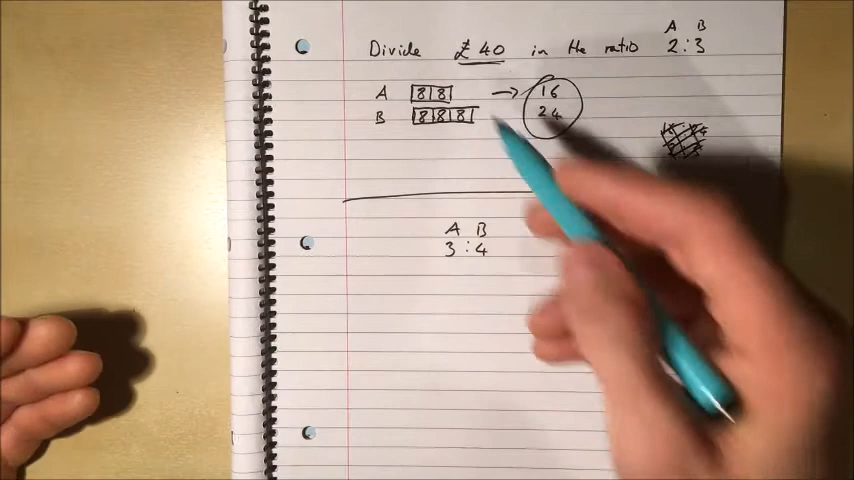 A B
Divide £40 in the ratio 2:3
A 8 8 → 16
B 8 8 8 24
A B
3:4